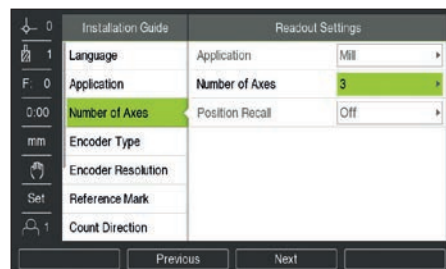 0
Installation Guide
Readout Settings
1
Language
Application
Mill
F: 0
Application
Number of Axes
3
0:00
Number of Axes
Position Recall
Off
mm
Encoder Type
Encoder Resolution
Set
Reference Mark
1
Count Direction
Previous
Next